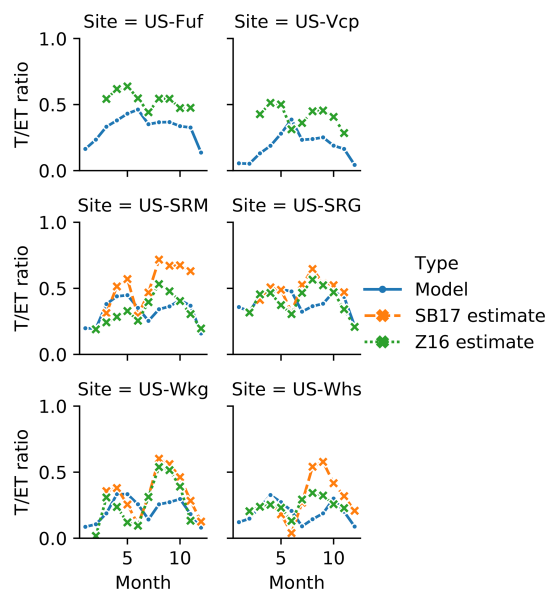 Site = US-Fuf
Site = US-Vcp
1.0
0.5
0.0
T/ET ratio
Site = US-SRM
Site = US-SRG
1.0
0.5
0.0
T/ET ratio
Type
Model
SB17 estimate
Z16 estimate
Site = US-Wkg
Site = US-Whs
1.0
0.5
0.0
T/ET ratio
5
10
5
10
Month
Month